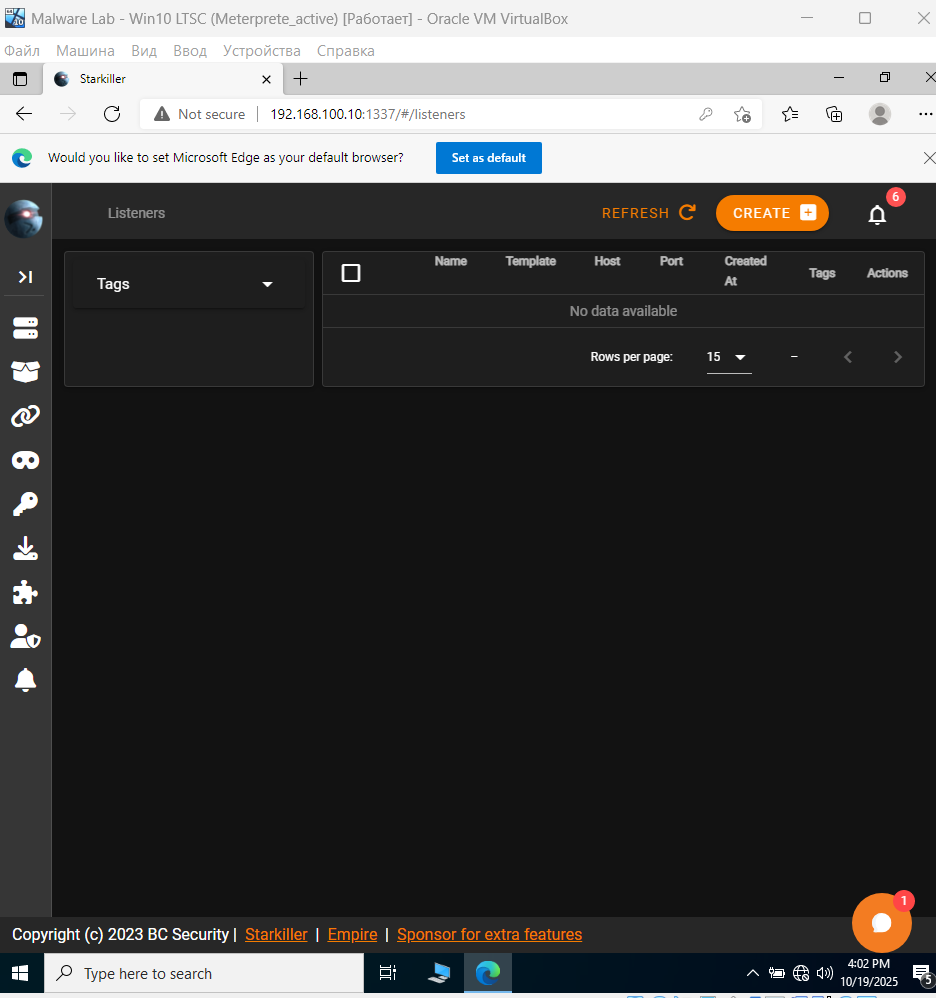 Malware Lab - Win10 LTSC (Meterprete_active) [Работает] - Oracle VM VirtualBox
Файл Машина Вид Ввод Устройства Справка
Starkiller
Not secure 192.168.100.10:1337/#/listeners
Would you like to set Microsoft Edge as your default browser? Set as default
Listeners REFRESH CREATE 6
Tags
Name Template Host Port Created At Tags Actions
No data available
Rows per page: 15 –
1
Copyright (c) 2023 BC Security | Starkiller | Empire | Sponsor for extra features
Type here to search
4:02 PM
10/19/2025
5